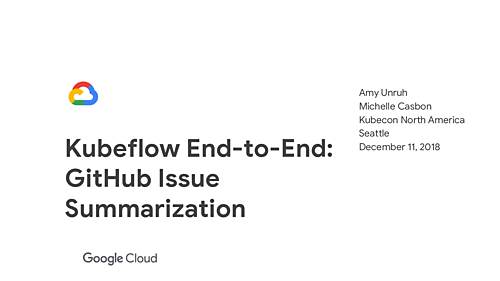 Kubeflow End-to-End:
GitHub Issue
Summarization
Amy Unruh
Michelle Casbon
Kubecon North America
Seattle
December 11, 2018
Google Cloud